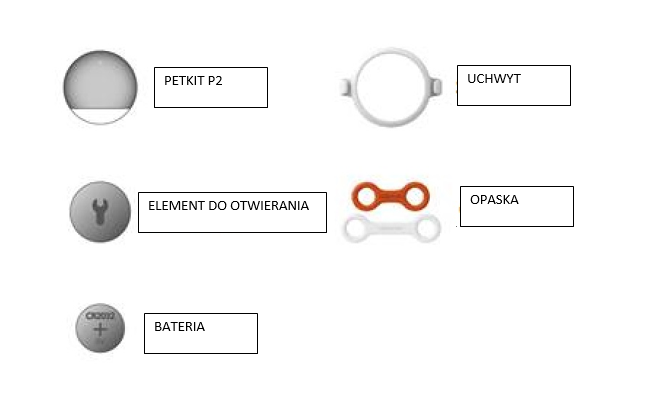 PETKIT P2
UCHWYT
ELEMENT DO OTWIERANIA
OPASKA
CR2032
+
BATERIA